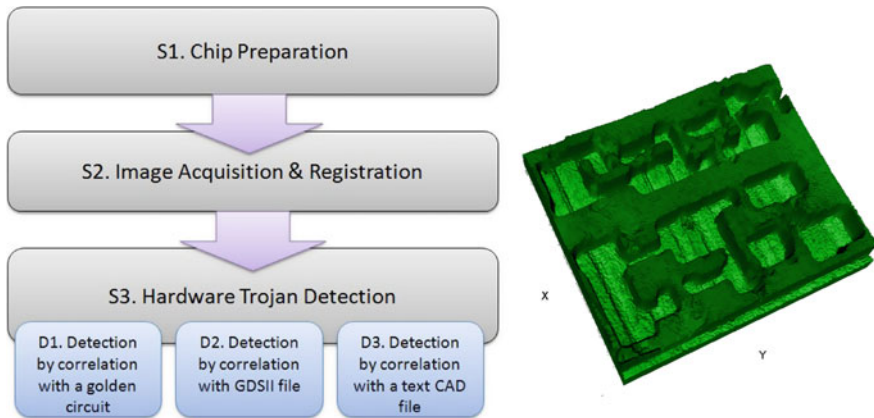 S1. Chip Preparation
S2. Image Acquisition & Registration
S3. Hardware Trojan Detection
D1. Detection
by correlation
with a golden
circuit
D2. Detection
by correlation
with GDSII file
D3. Detection
by correlation
with a text CAD
file
X
Y